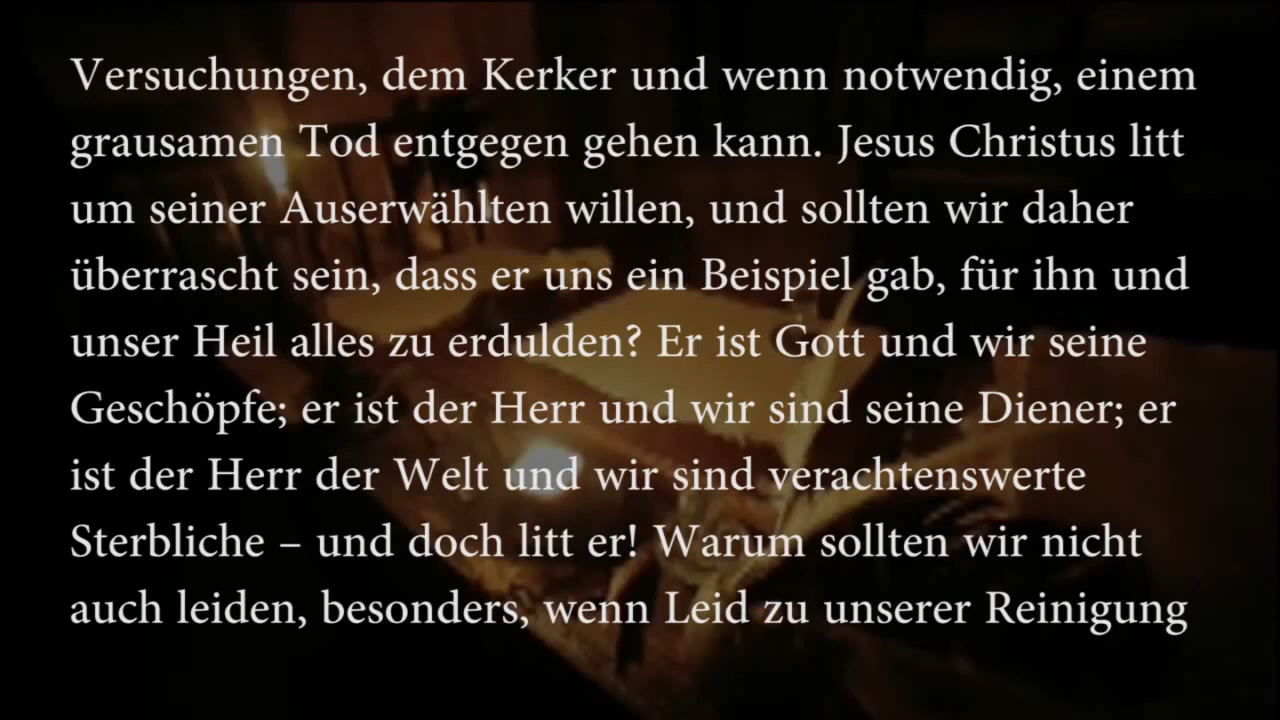 Versuchungen, dem Kerker und wenn notwendig, einem
grausamen Tod entgegen gehen kann. Jesus Christus litt
um seiner Auserwählten willen, und sollten wir daher
überrascht sein, dass er uns ein Beispiel gab, für ihn und
unser Heil alles zu erdulden? Er ist Gott und wir seine
Geschöpfe; er ist der Herr und wir sind seine Diener; er
ist der Herr der Welt und wir sind verachtenswerte
Sterbliche – und doch litt er! Warum sollten wir nicht
auch leiden, besonders, wenn Leid zu unserer Reinigung